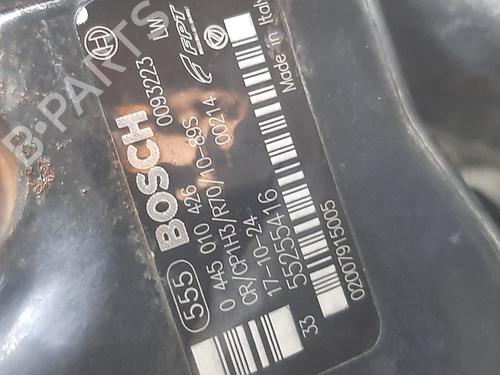 555 BOSCH 0093223 LW
0 445 010 426
CR/CP1H3/R70/10-89S
17-10-24 00214 FPT
55255416 Made in Italy
33 02007915005
B-PARTS